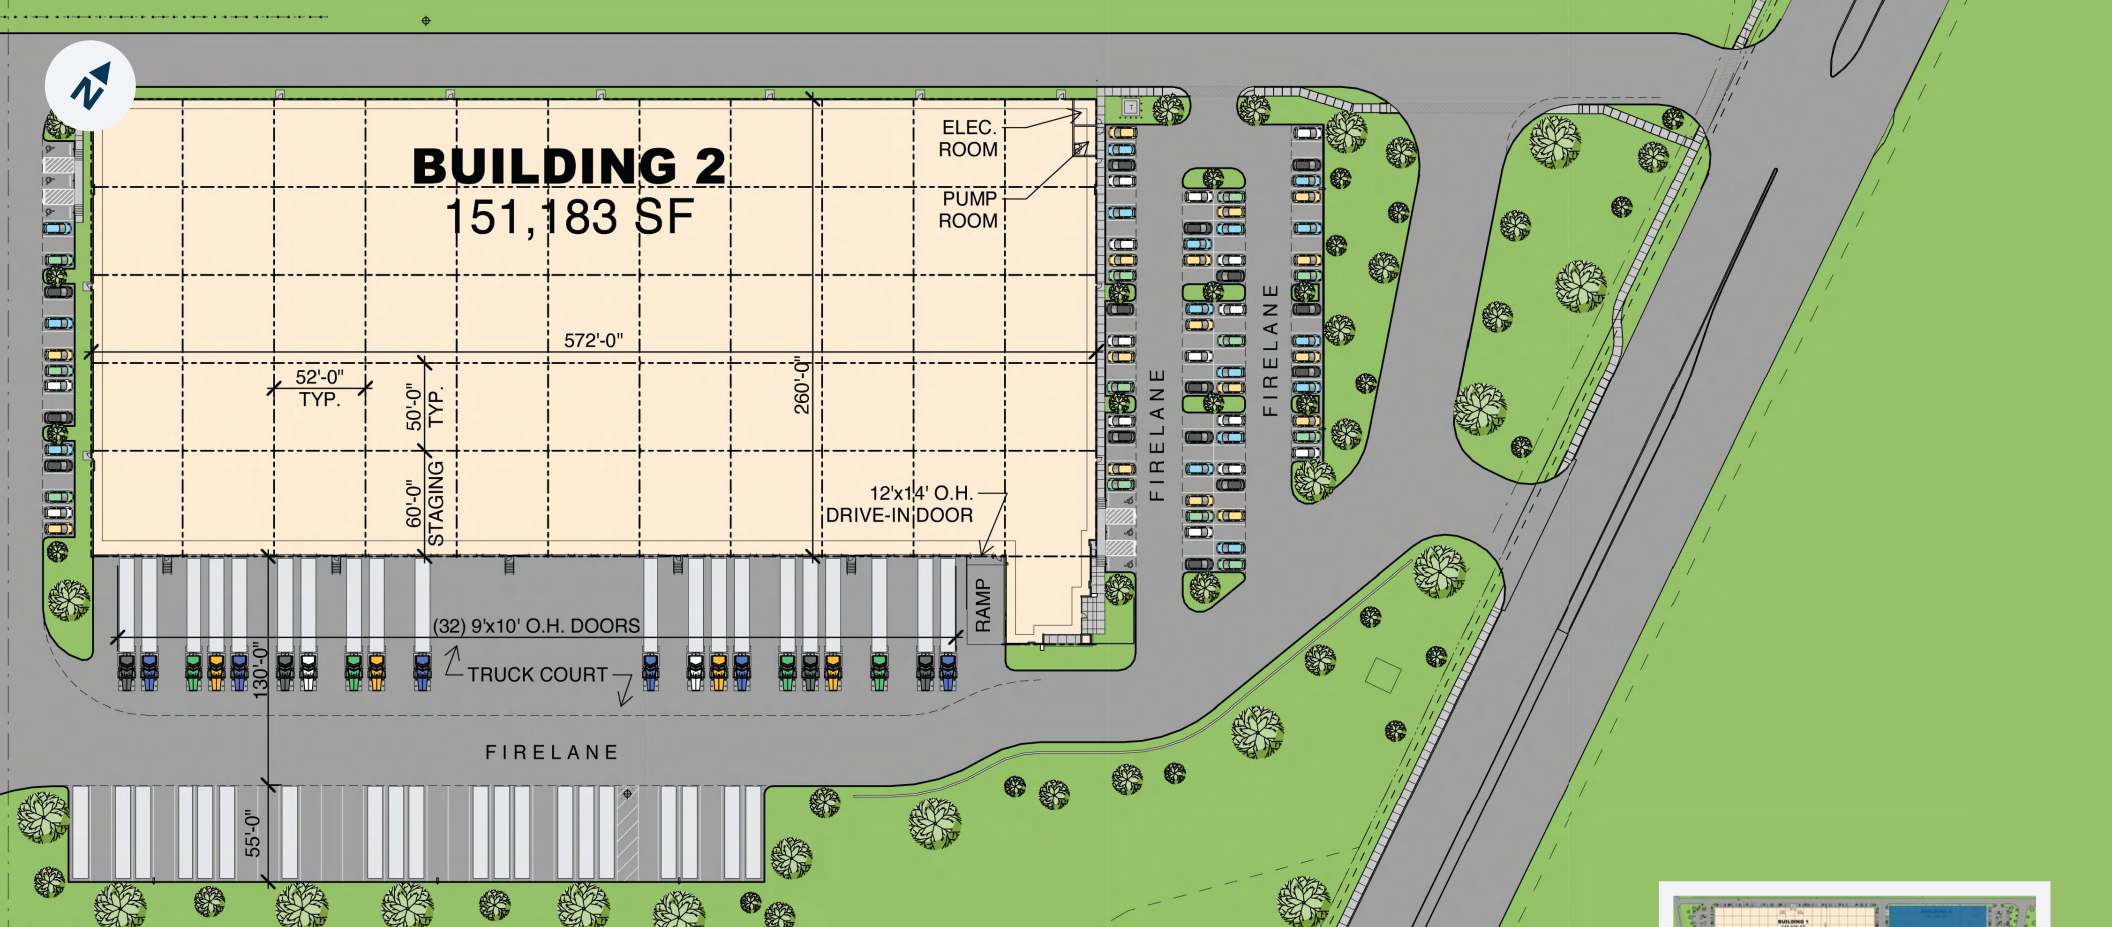 N
BUILDING 2
151,183 SF
ELEC.
ROOM
PUMP
ROOM
T
572'-0"
52'-0"
TYP.
50'-0"
TYP.
260'-0"
60'-0"
STAGING
12'x14' O.H.
DRIVE-IN DOOR
FIRELANE
FIRELANE
RAMP
(32) 9'x10' O.H. DOORS
TRUCK COURT
130'-0"
FIRELANE
55'-0"
BUILDING 1